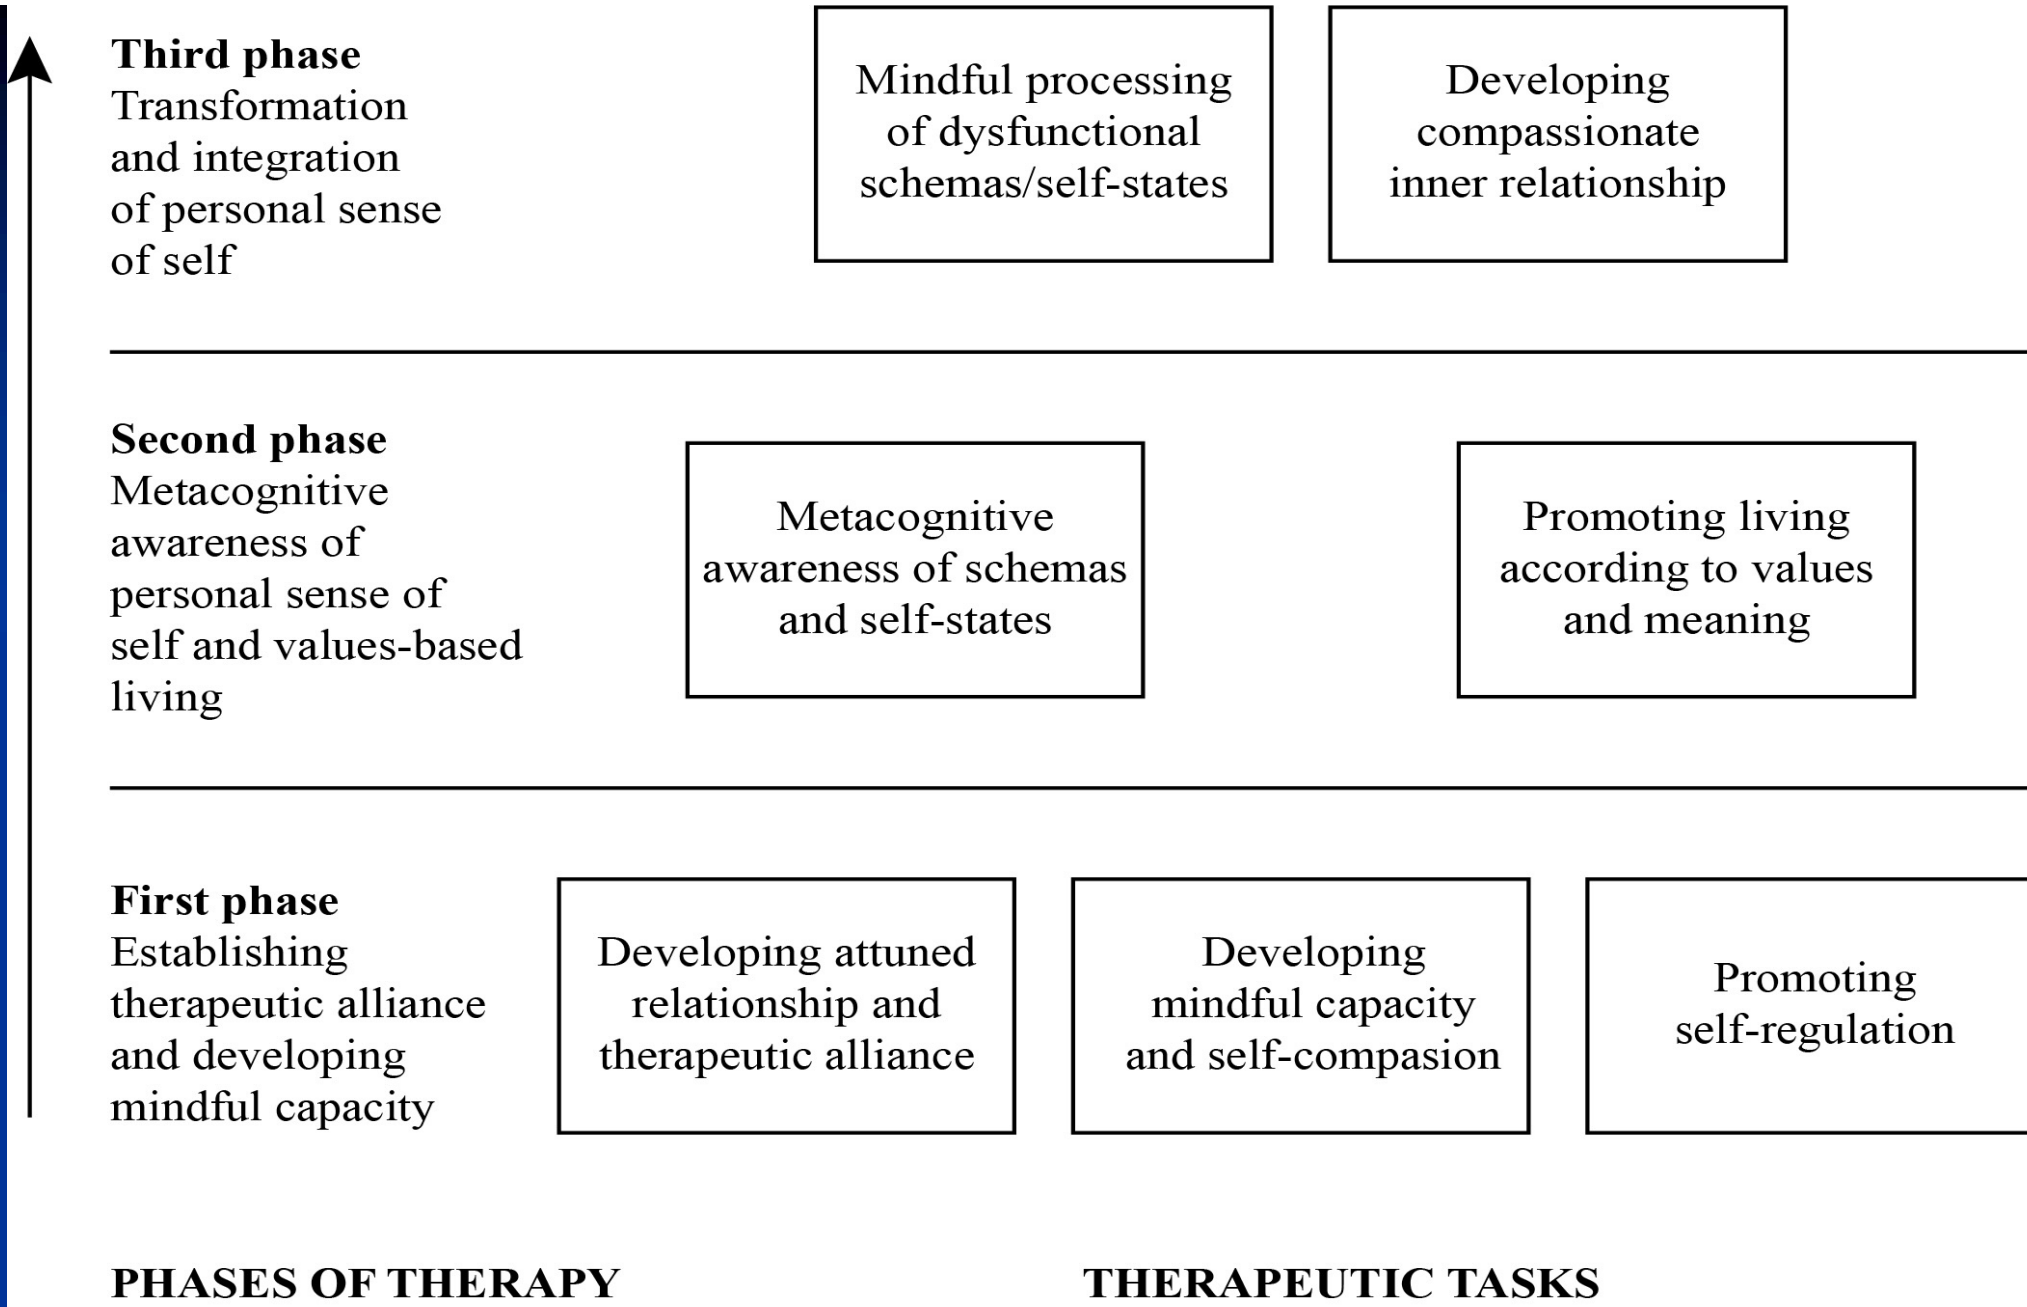 Third phase
Transformation
and integration
of personal sense
of self
Mindful processing
of dysfunctional
schemas/self-states
Developing
compassionate
inner relationship
Second phase
Metacognitive
awareness of
personal sense of
self and values-based
living
Metacognitive
awareness of schemas
and self-states
Promoting living
according to values
and meaning
First phase
Establishing
therapeutic alliance
and developing
mindful capacity
Developing attuned
relationship and
therapeutic alliance
Developing
mindful capacity
and self-compasion
Promoting
self-regulation
PHASES OF THERAPY
THERAPEUTIC TASKS